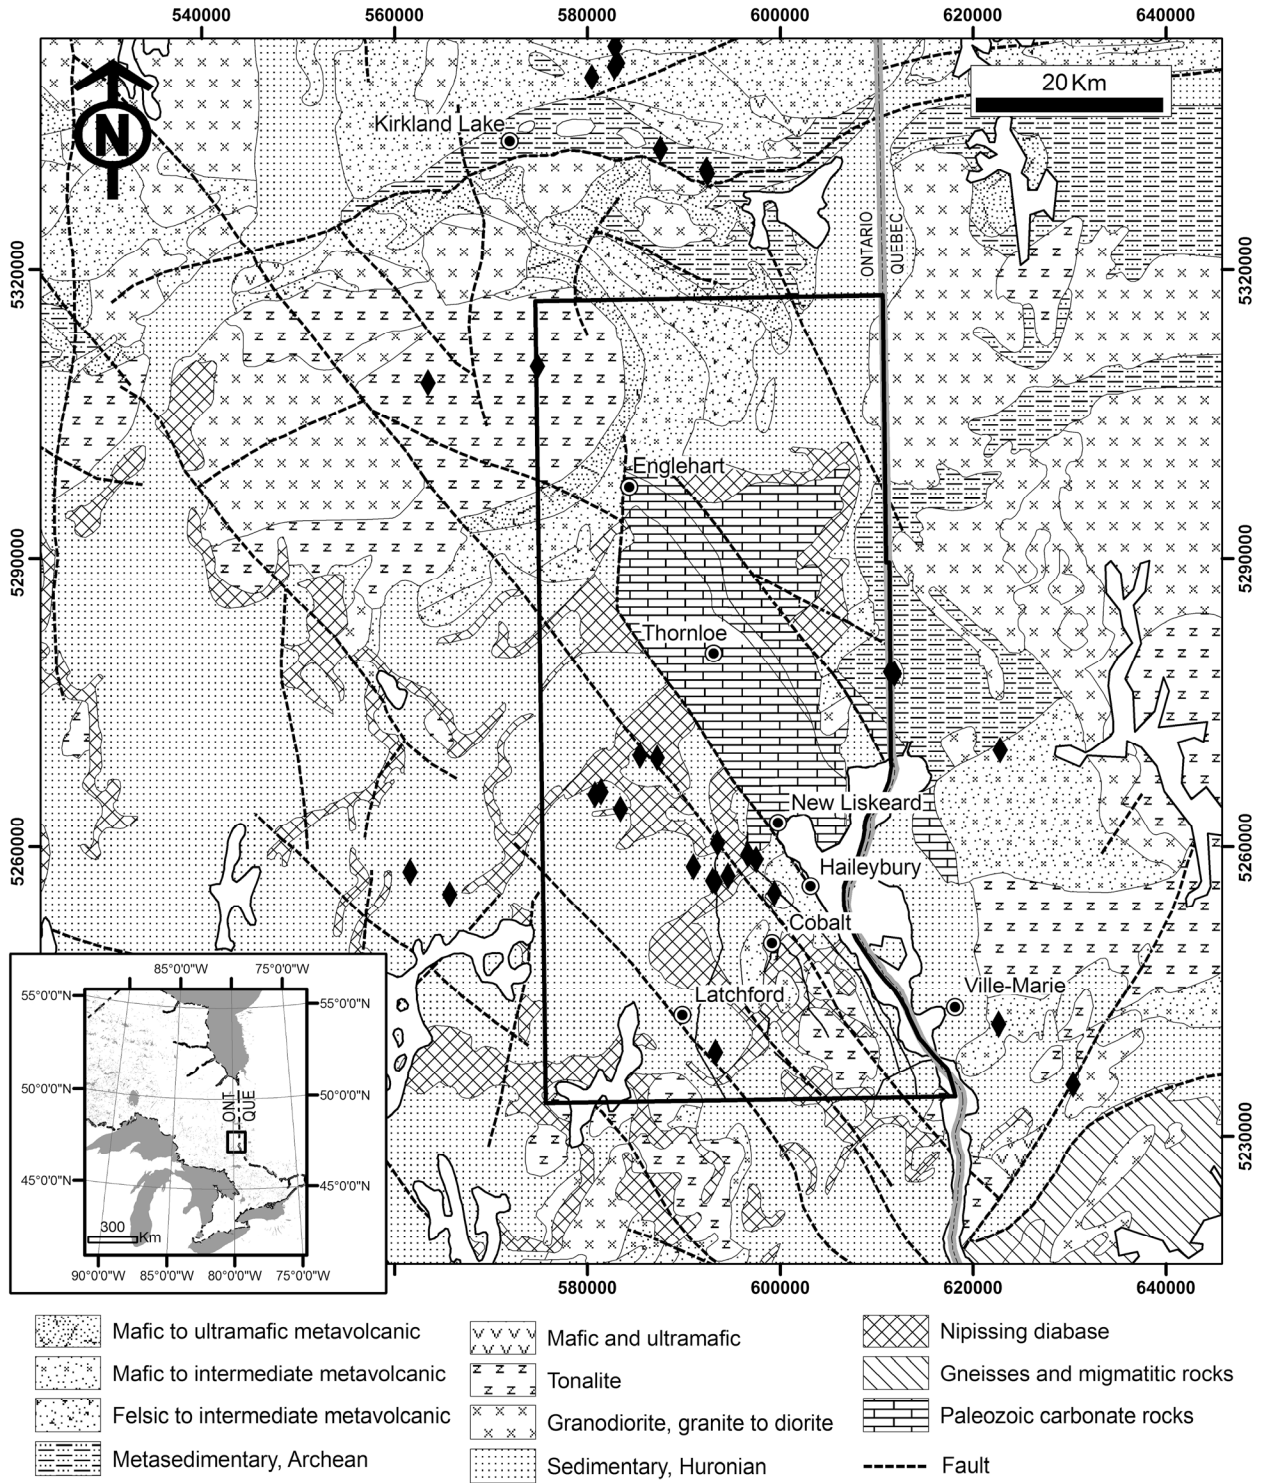 540000 560000 580000 600000 620000 640000
20 Km
N
Kirkland Lake
ONTARIO
QUEBEC
5320000 5320000
Englehart
5290000 5290000
Thornloe
New Liskeard
5260000 5260000
Haileybury
Cobalt
Ville-Marie
Latchford
5230000
85°0'0"W 75°0'0"W
55°0'0"N 55°0'0"N
50°0'0"N 50°0'0"N
ONT
QUE
45°0'0"N 45°0'0"N
300
Km
90°0'0"W 85°0'0"W 80°0'0"W 75°0'0"W
580000 600000 620000 640000
Mafic to ultramafic metavolcanic
Mafic to intermediate metavolcanic
Felsic to intermediate metavolcanic
Metasedimentary, Archean
Mafic and ultramafic
Tonalite
Granodiorite, granite to diorite
Sedimentary, Huronian
Nipissing diabase
Gneisses and migmatitic rocks
Paleozoic carbonate rocks
Fault